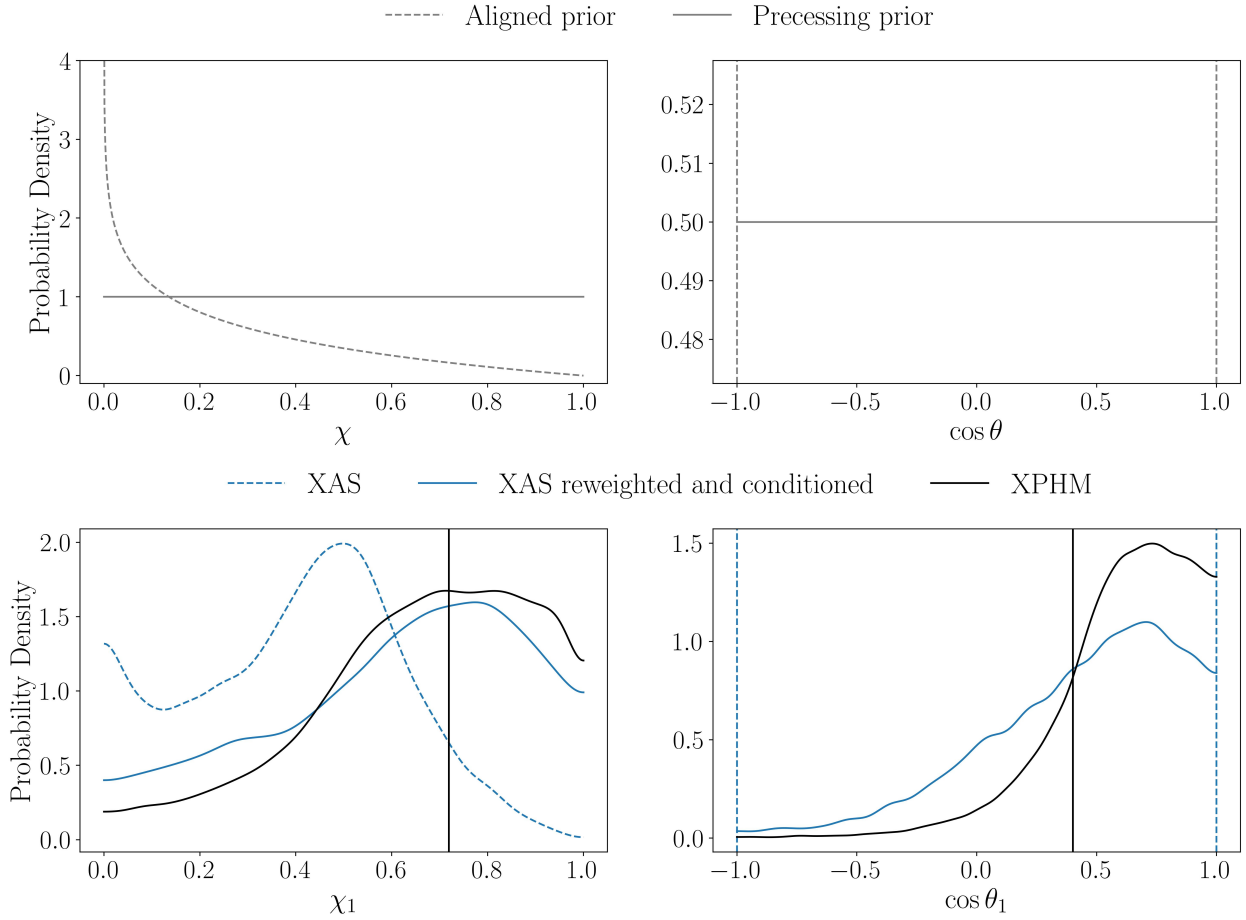 Aligned prior Precessing prior
Probability Density
4
3
2
1
0
0.0 0.2 0.4 0.6 0.8 1.0
χ
0.52
0.51
0.50
0.49
0.48
−1.0 −0.5 0.0 0.5 1.0
cos θ
XAS XAS reweighted and conditioned XPHM
Probability Density
2.0
1.5
1.0
0.5
0.0
0.0 0.2 0.4 0.6 0.8 1.0
χ₁
1.5
1.0
0.5
0.0
−1.0 −0.5 0.0 0.5 1.0
cos θ₁